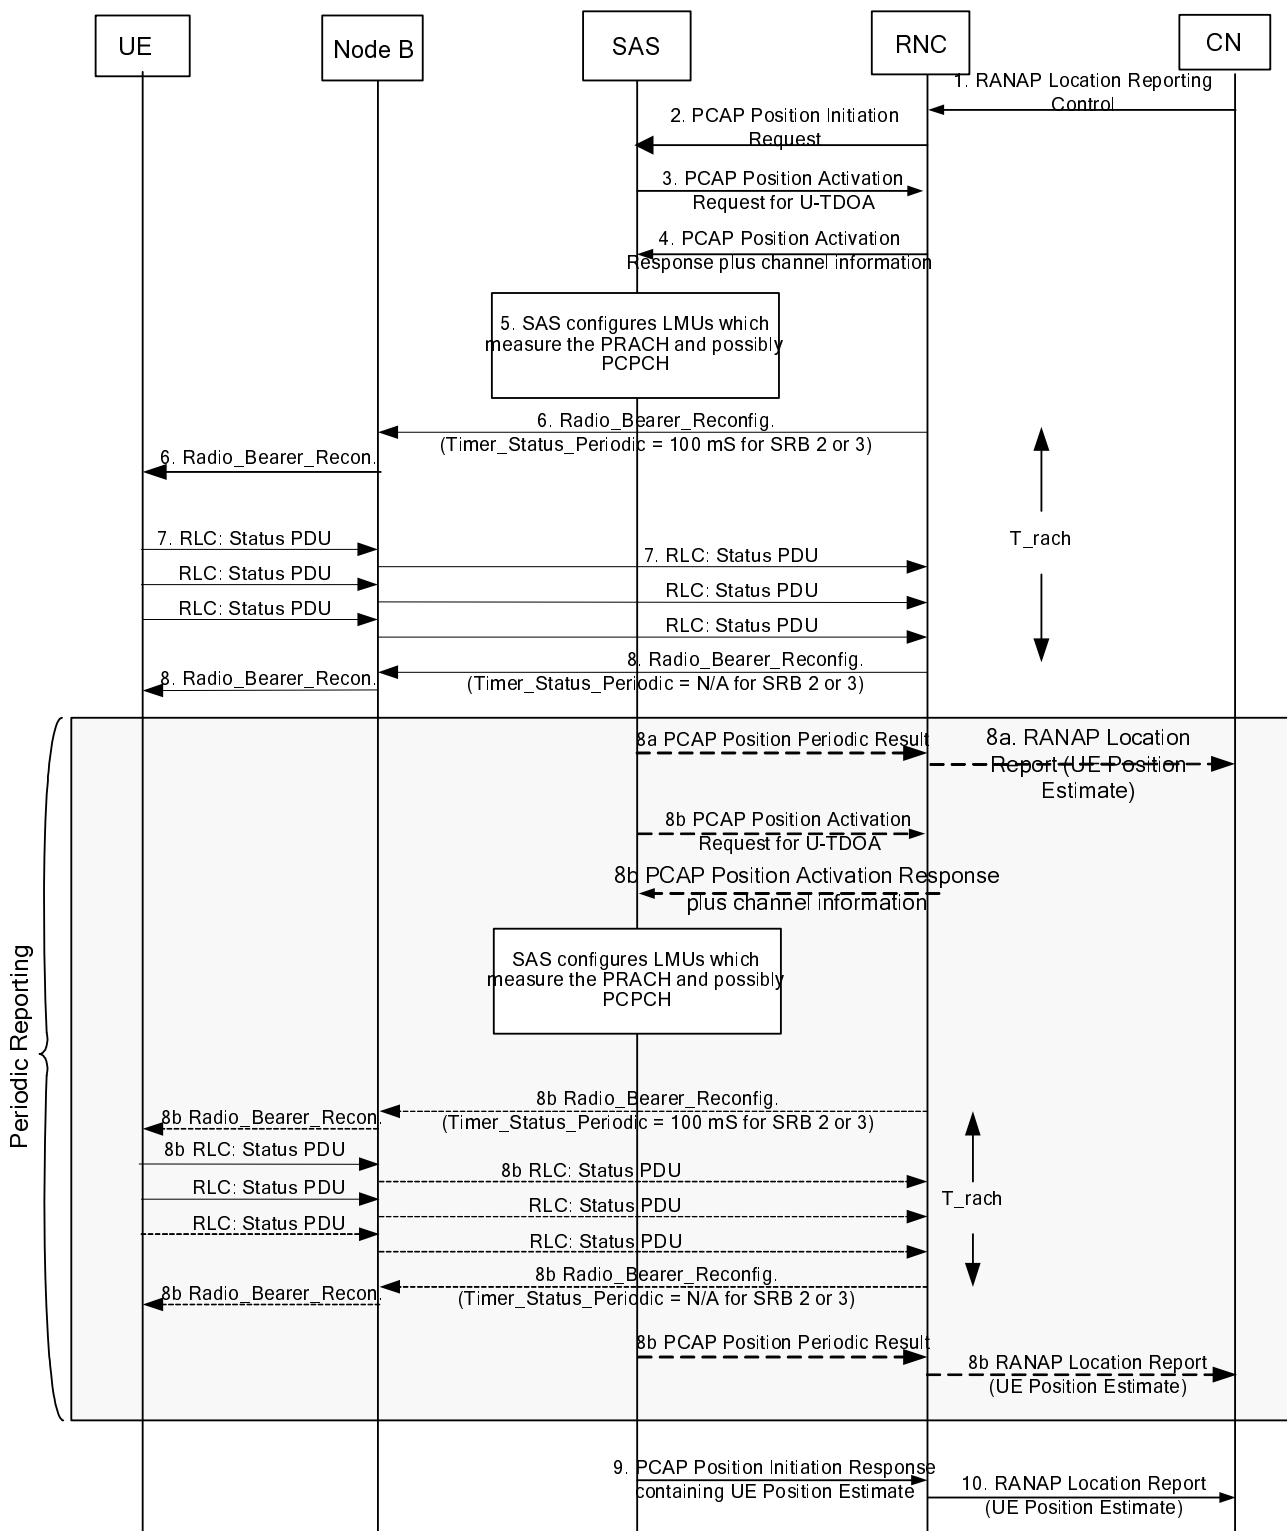 UE
Node B
SAS
RNC
CN
1. RANAP Location Reporting
Control
2. PCAP Position Initiation
Request
3. PCAP Position Activation
Request for U-TDOA
4. PCAP Position Activation
Response plus channel information
5. SAS configures LMUs which
measure the PRACH and possibly
PCPCH
6. Radio_Bearer_Reconfig.
(Timer_Status_Periodic = 100 mS for SRB 2 or 3)
6. Radio_Bearer_Recon.
T_rach
7. RLC: Status PDU
7. RLC: Status PDU
RLC: Status PDU
RLC: Status PDU
RLC: Status PDU
RLC: Status PDU
8. Radio_Bearer_Reconfig.
(Timer_Status_Periodic = N/A for SRB 2 or 3)
8. Radio_Bearer_Recon.
Periodic Reporting
8a PCAP Position Periodic Result
8a. RANAP Location
Report (UE Position
Estimate)
8b PCAP Position Activation
Request for U-TDOA
8b PCAP Position Activation Response
plus channel information
SAS configures LMUs which
measure the PRACH and possibly
PCPCH
8b Radio_Bearer_Reconfig.
(Timer_Status_Periodic = 100 mS for SRB 2 or 3)
8b Radio_Bearer_Recon.
8b RLC: Status PDU
8b RLC: Status PDU
RLC: Status PDU
RLC: Status PDU
T_rach
RLC: Status PDU
RLC: Status PDU
8b Radio_Bearer_Reconfig.
(Timer_Status_Periodic = N/A for SRB 2 or 3)
8b Radio_Bearer_Recon.
8b PCAP Position Periodic Result
8b RANAP Location Report
(UE Position Estimate)
9. PCAP Position Initiation Response
containing UE Position Estimate
10. RANAP Location Report
(UE Position Estimate)